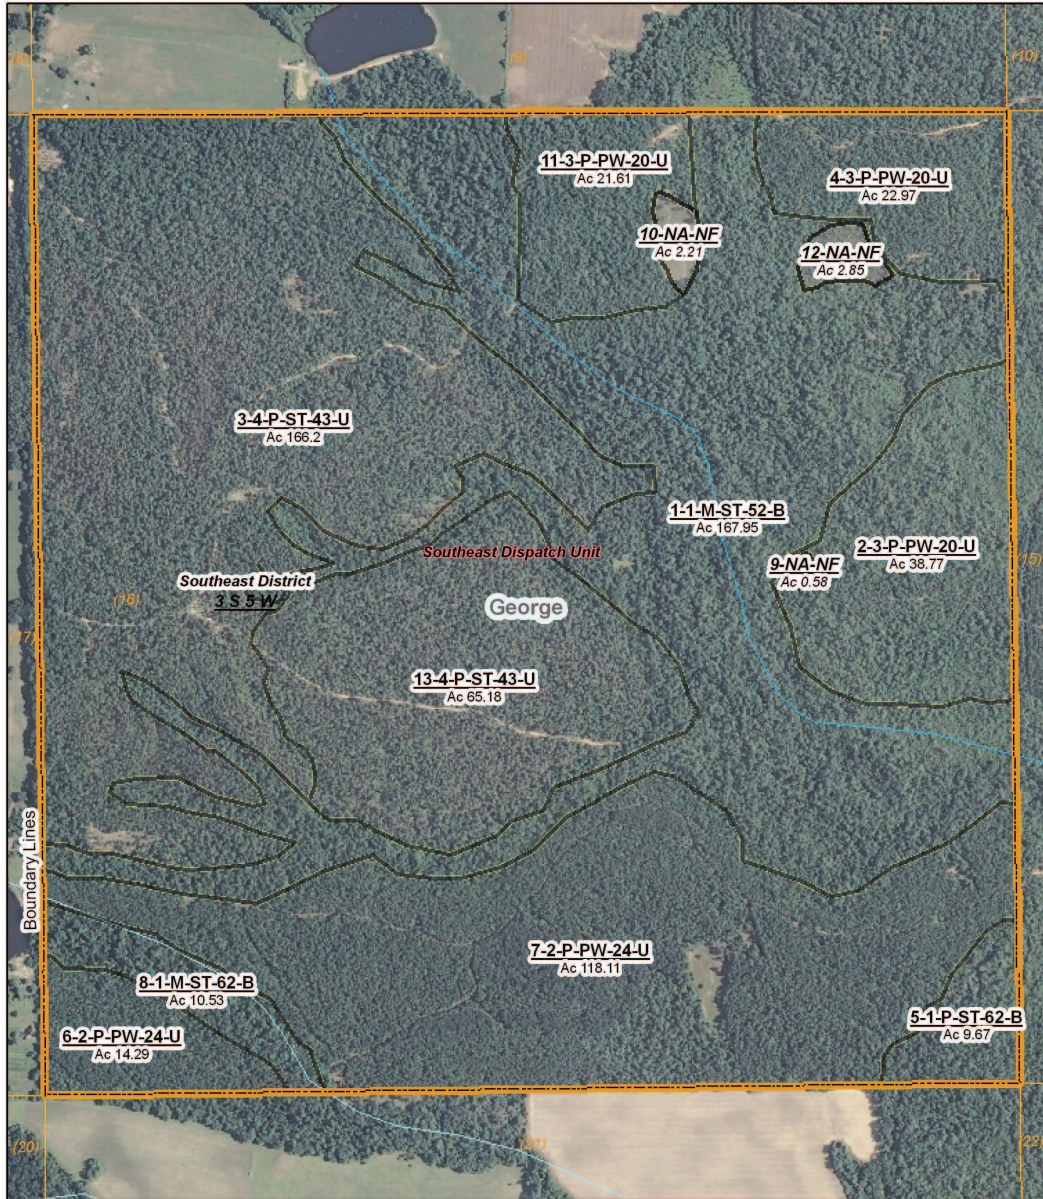 (8)
(9)
(10)
11-3-P-PW-20-U
Ac 21.61
4-3-P-PW-20-U
Ac 22.97
10-NA-NF
Ac 2.21
12-NA-NF
Ac 2.85
3-4-P-ST-43-U
Ac 166.2
1-1-M-ST-52-B
Ac 167.95
Southeast Dispatch Unit
2-3-P-PW-20-U
Ac 38.77
9-NA-NF
Ac 0.58
(15)
Southeast District
3 S 5 W
(16)
George
(17)
13-4-P-ST-43-U
Ac 65.18
Boundary Lines
7-2-P-PW-24-U
Ac 118.11
8-1-M-ST-62-B
Ac 10.53
5-1-P-ST-62-B
Ac 9.67
6-2-P-PW-24-U
Ac 14.29
(20)
(21)
(22)